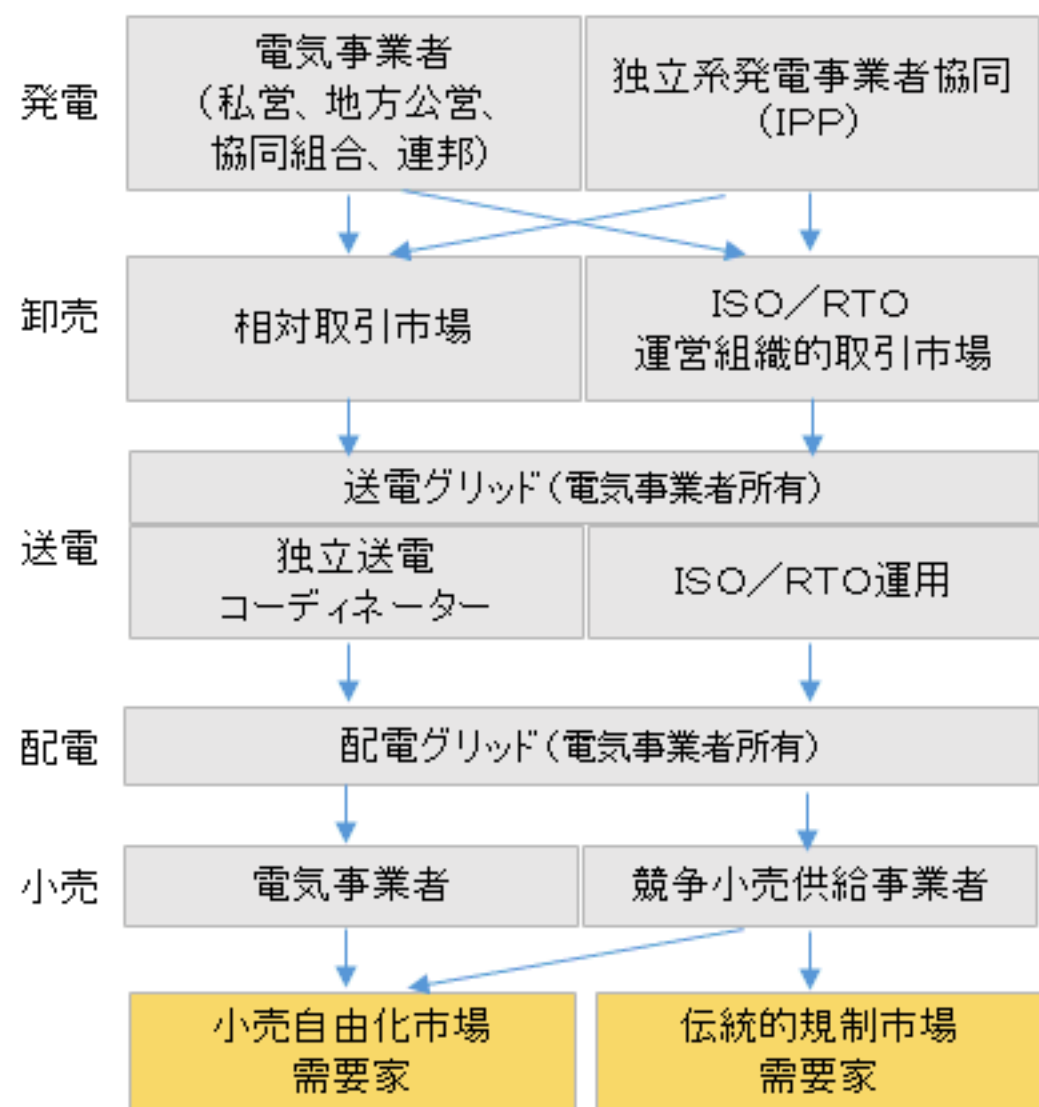 発電
電気事業者
（私営、地方公営、
協同組合、連邦）
独立系発電事業者協同
（IPP）
卸売
相対取引市場
ISO／RTO
運営組織的取引市場
送電
送電グリッド（電気事業者所有）
独立送電
コーディネーター
ISO／RTO運用
配電
配電グリッド（電気事業者所有）
小売
電気事業者
競争小売供給事業者
小売自由化市場
需要家
伝統的規制市場
需要家